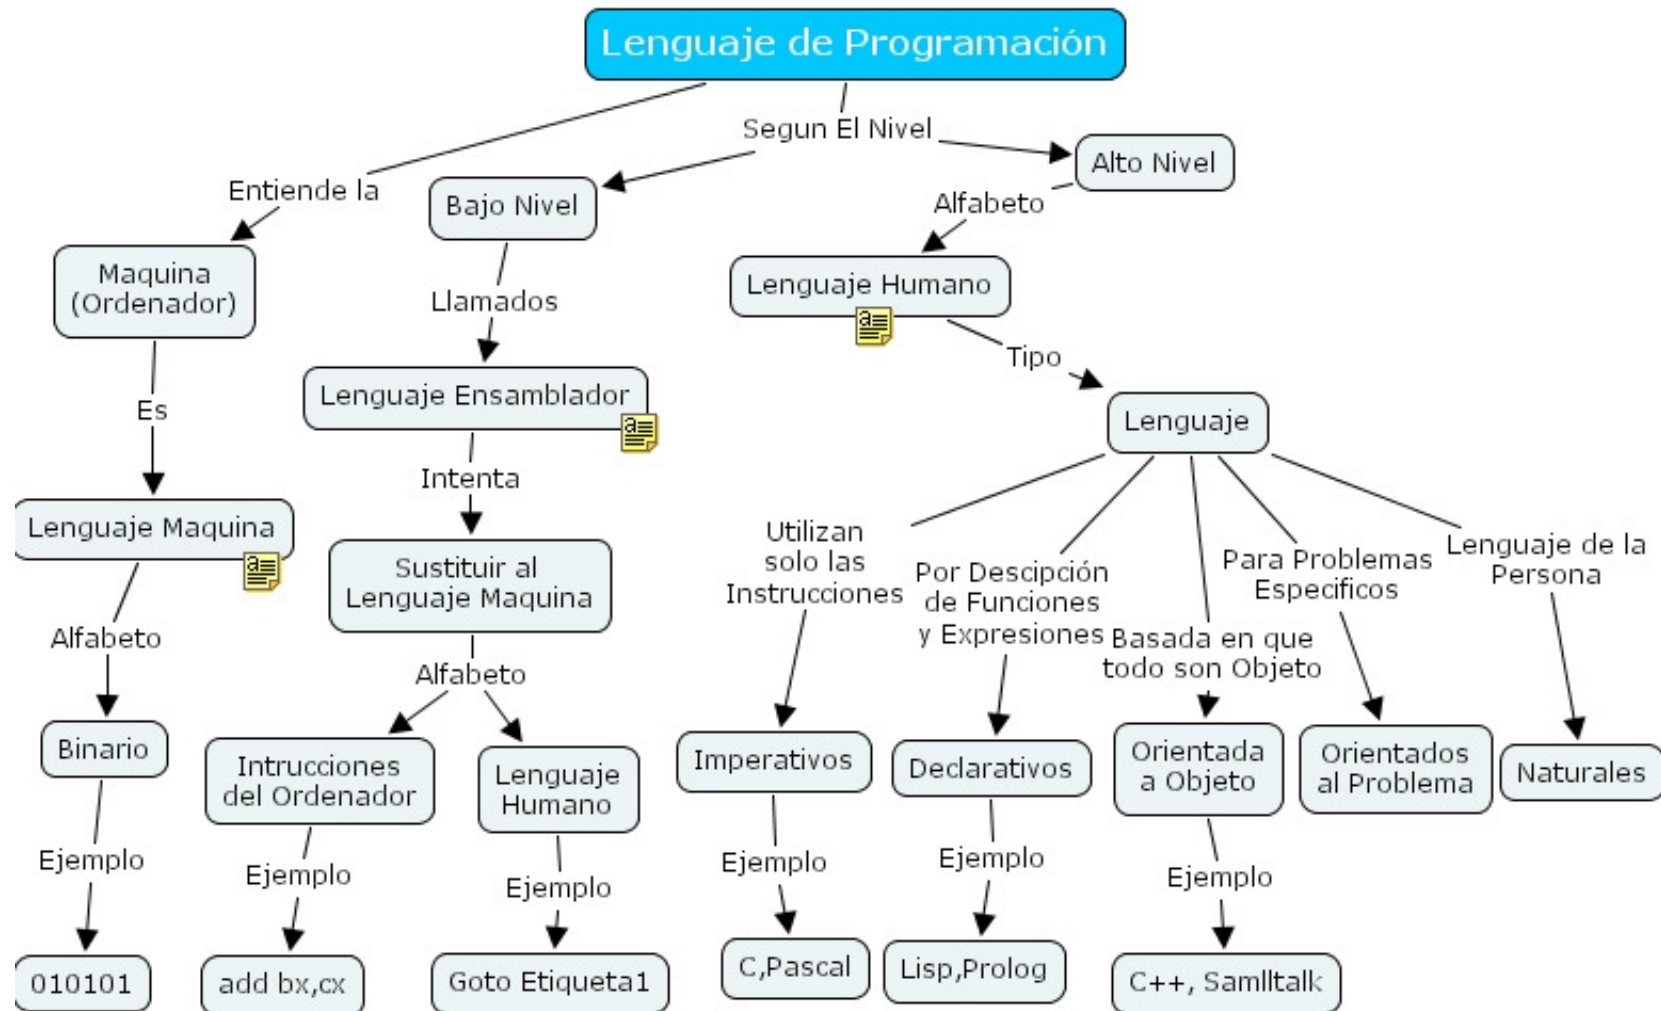 Lenguaje de Programación
Segun El Nivel
Alto Nivel
Entiende la
Bajo Nivel
Alfabeto
Maquina
(Ordenador)
Llamados
Lenguaje Humano
Tipo
Es
Lenguaje Ensamblador
Lenguaje
Intenta
Lenguaje Maquina
Utilizan
solo las
Instrucciones
Por Descipción
de Funciones
y Expresiones
Basada en que
todo son Objeto
Para Problemas
Especificos
Lenguaje de la
Persona
Sustituir al
Lenguaje Maquina
Alfabeto
Alfabeto
Binario
Intrucciones
del Ordenador
Lenguaje
Humano
Imperativos
Declarativos
Orientada
a Objeto
Orientados
al Problema
Naturales
Ejemplo
Ejemplo
Ejemplo
Ejemplo
Ejemplo
Ejemplo
010101
add bx,cx
Goto Etiqueta1
C,Pascal
Lisp,Prolog
C++, Samlltalk